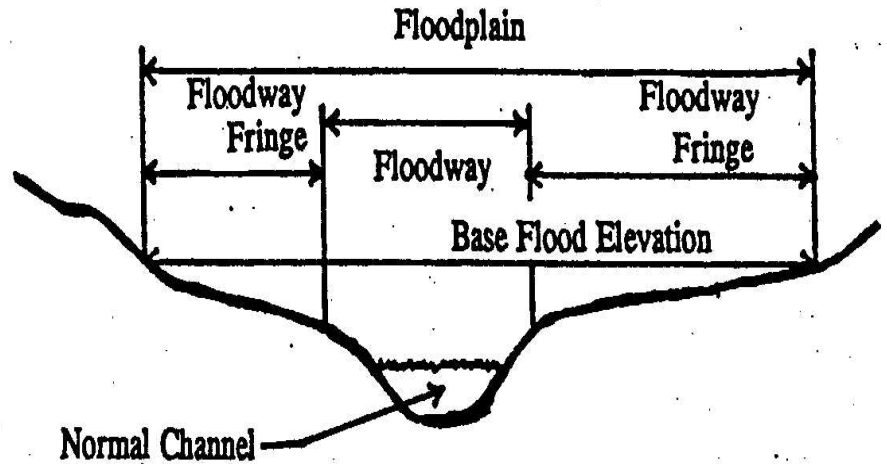 Floodplain
Floodway
Fringe
Floodway
Floodway
Fringe
Base Flood Elevation
Normal Channel